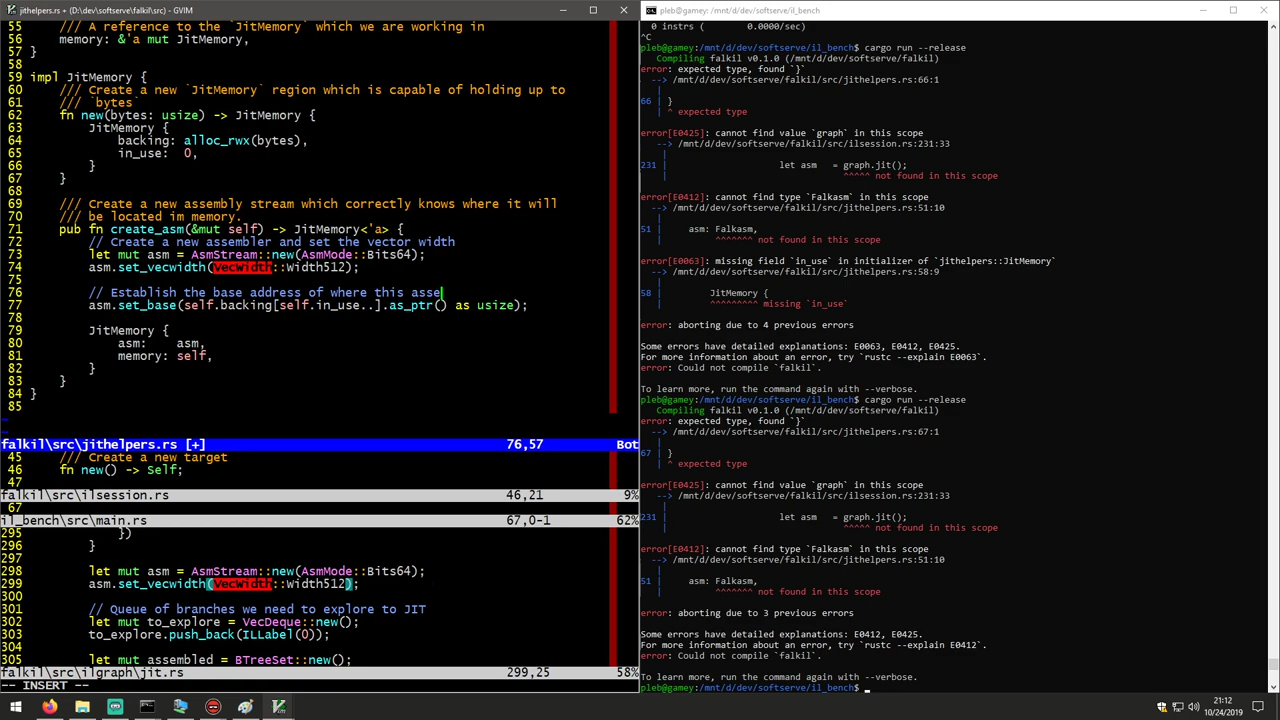 jithelpers.rs + (D:\dev\softserve\falkil\src) - GVIM
55     /// A reference to the `JitMemory` which we are working in
56     memory: &'a mut JitMemory,
57 }
58
59 impl JitMemory {
60     /// Create a new `JitMemory` region which is capable of holding up to
61     /// `bytes`
62     fn new(bytes: usize) -> JitMemory {
63         JitMemory {
64             backing: alloc_rwx(bytes),
65             in_use:  0,
66         }
67     }
68
69     /// Create a new assembly stream which correctly knows where it will
70     /// be located im memory.
71     pub fn create_asm(&mut self) -> JitMemory<'a> {
72         // Create a new assembler and set the vector width
73         let mut asm = AsmStream::new(AsmMode::Bits64);
74         asm.set_vecwidth(VecWidth::Width512);
75
76         // Establish the base address of where this asse
77         asm.set_base(self.backing[self.in_use..].as_ptr() as usize);
78
79         JitMemory {
80             asm:    asm,
81             memory: self,
82         }
83     }
84 }
85
~
~
falkil\src\jithelpers.rs [+] 76,57 Bot
45     /// Create a new target
46     fn new() -> Self;
47
falkil\src\ilsession.rs 46,21 9%
67
il_bench\src\main.rs 67,0-1 62%
295             })
296         }
297
298         let mut asm = AsmStream::new(AsmMode::Bits64);
299         asm.set_vecwidth(VecWidth::Width512);
300
301         // Queue of branches we need to explore to JIT
302         let mut to_explore = VecDeque::new();
303         to_explore.push_back(ILLabel(0));
304
305         let mut assembled = BTreeSet::new();
falkil\src\ilgraph\jit.rs 299,25 58%
-- INSERT --
pleb@gamey: /mnt/d/dev/softserve/il_bench
0 instrs (     0.0000/sec)
^C
pleb@gamey:/mnt/d/dev/softserve/il_bench$ cargo run --release
Compiling falkil v0.1.0 (/mnt/d/dev/softserve/falkil)
error: expected type, found `}`
--> /mnt/d/dev/softserve/falkil/src/jithelpers.rs:66:1
|
66 | }
| ^ expected type
error[E0425]: cannot find value `graph` in this scope
--> /mnt/d/dev/softserve/falkil/src/ilsession.rs:231:33
|
231 |                 let asm   = graph.jit();
|                             ^^^^^ not found in this scope
error[E0412]: cannot find type `Falkasm` in this scope
--> /mnt/d/dev/softserve/falkil/src/jithelpers.rs:51:10
|
51 |     asm: Falkasm,
|          ^^^^^^^ not found in this scope
error[E0063]: missing field `in_use` in initializer of `jithelpers::JitMemory`
--> /mnt/d/dev/softserve/falkil/src/jithelpers.rs:58:9
|
58 |         JitMemory {
|         ^^^^^^^^^ missing `in_use`
error: aborting due to 4 previous errors
Some errors have detailed explanations: E0063, E0412, E0425.
For more information about an error, try `rustc --explain E0063`.
error: Could not compile `falkil`.
To learn more, run the command again with --verbose.
pleb@gamey:/mnt/d/dev/softserve/il_bench$ cargo run --release
Compiling falkil v0.1.0 (/mnt/d/dev/softserve/falkil)
error: expected type, found `}`
--> /mnt/d/dev/softserve/falkil/src/jithelpers.rs:67:1
|
67 | }
| ^ expected type
error[E0425]: cannot find value `graph` in this scope
--> /mnt/d/dev/softserve/falkil/src/ilsession.rs:231:33
|
231 |                 let asm   = graph.jit();
|                             ^^^^^ not found in this scope
error[E0412]: cannot find type `Falkasm` in this scope
--> /mnt/d/dev/softserve/falkil/src/jithelpers.rs:51:10
|
51 |     asm: Falkasm,
|          ^^^^^^^ not found in this scope
error: aborting due to 3 previous errors
Some errors have detailed explanations: E0412, E0425.
For more information about an error, try `rustc --explain E0412`.
error: Could not compile `falkil`.
To learn more, run the command again with --verbose.
pleb@gamey:/mnt/d/dev/softserve/il_bench$
21:12
10/24/2019